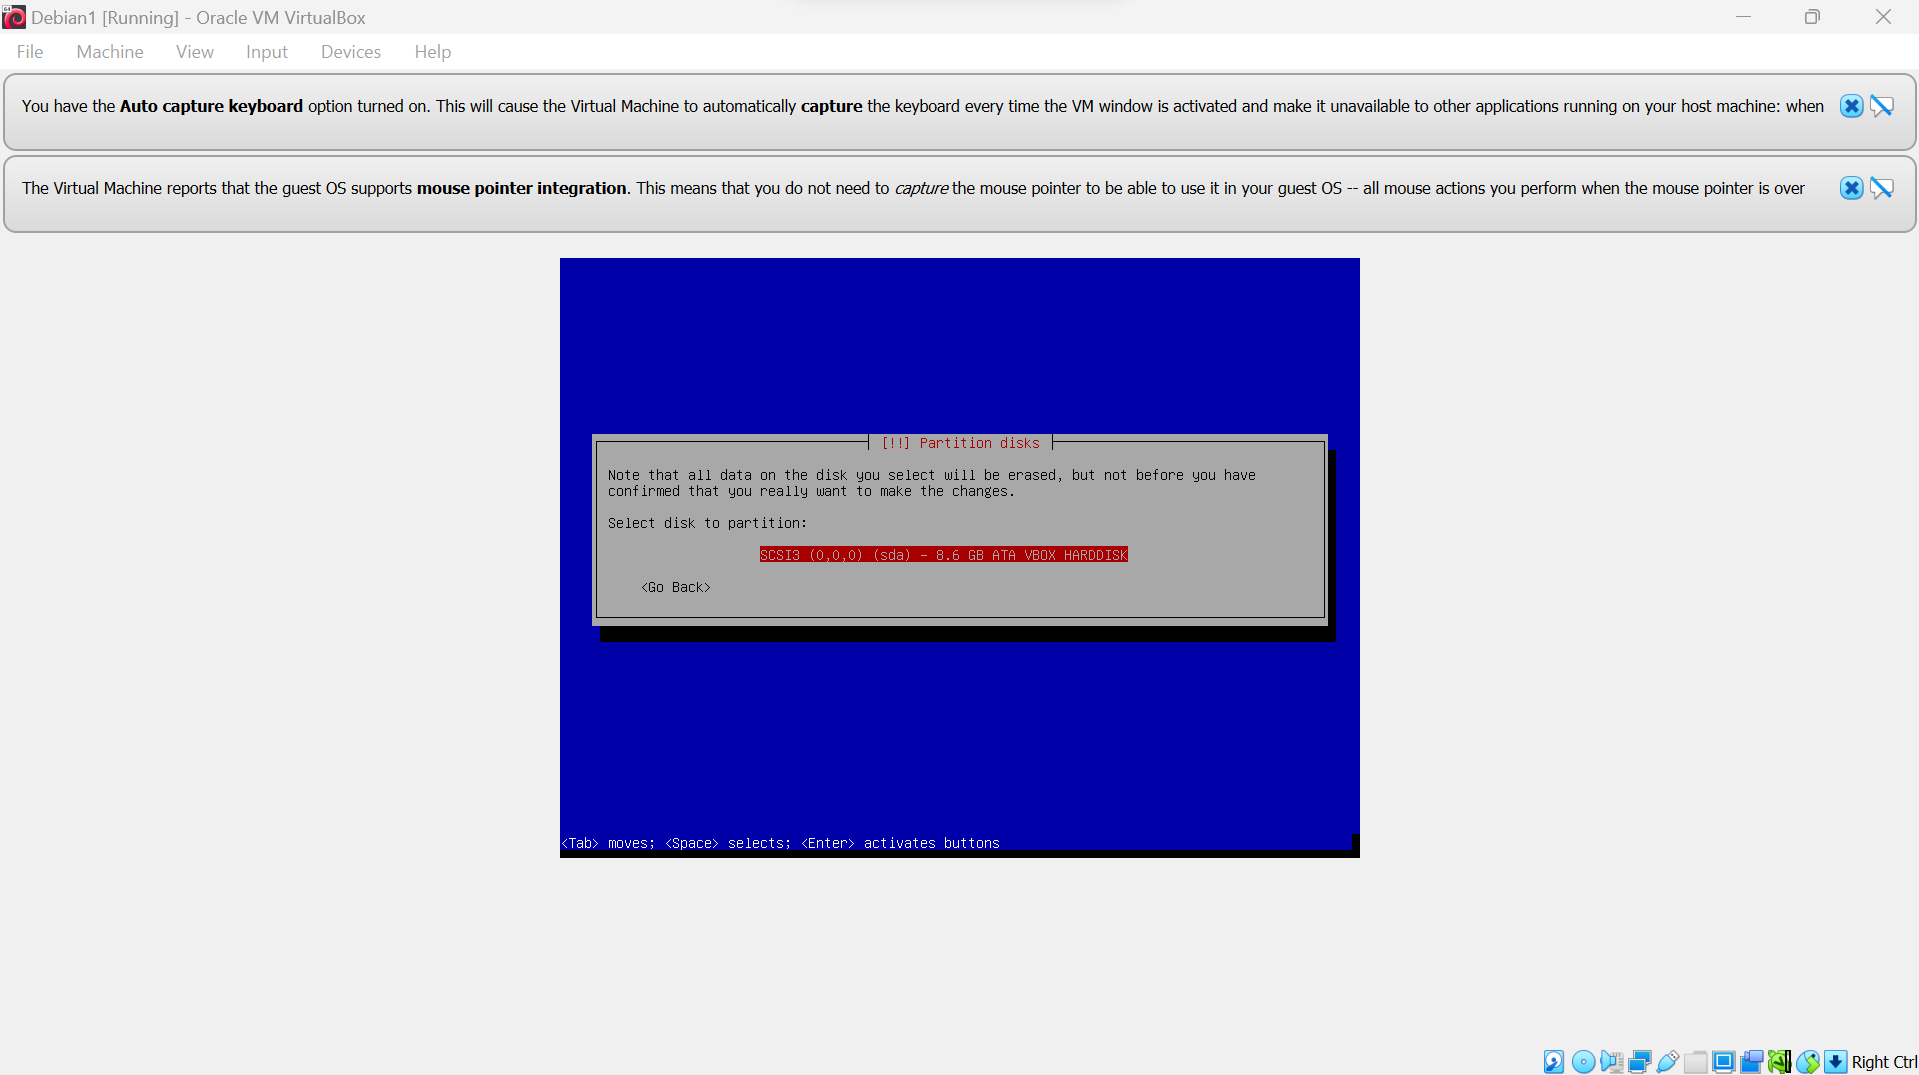 Debian1 [Running] - Oracle VM VirtualBox
File Machine View Input Devices Help
You have the Auto capture keyboard option turned on. This will cause the Virtual Machine to automatically capture the keyboard every time the VM window is activated and make it unavailable to other applications running on your host machine: when
The Virtual Machine reports that the guest OS supports mouse pointer integration. This means that you do not need to capture the mouse pointer to be able to use it in your guest OS -- all mouse actions you perform when the mouse pointer is over
[!!] Partition disks
Note that all data on the disk you select will be erased, but not before you have
confirmed that you really want to make the changes.
Select disk to partition:
SCSI3 (0,0,0) (sda) - 8.6 GB ATA VBOX HARDDISK
<Go Back>
<Tab> moves; <Space> selects; <Enter> activates buttons
Right Ctrl